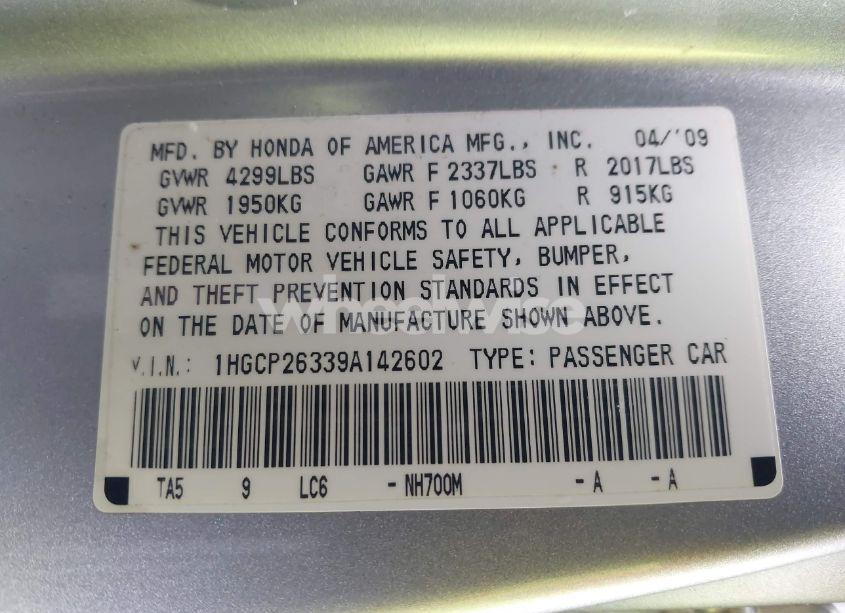 MFD. BY HONDA OF AMERICA MFG., INC. 04/'09
GVWR 4299LBS GAWR F 2337LBS R 2017LBS
GVWR 1950KG GAWR F 1060KG R 915KG
THIS VEHICLE CONFORMS TO ALL APPLICABLE
FEDERAL MOTOR VEHICLE SAFETY, BUMPER,
AND THEFT PREVENTION STANDARDS IN EFFECT
ON THE DATE OF MANUFACTURE SHOWN ABOVE.
wheelwise
V.I.N.: 1HGCP26339A142602 TYPE: PASSENGER CAR
TA5 9 LC6 -NH700M -A -A